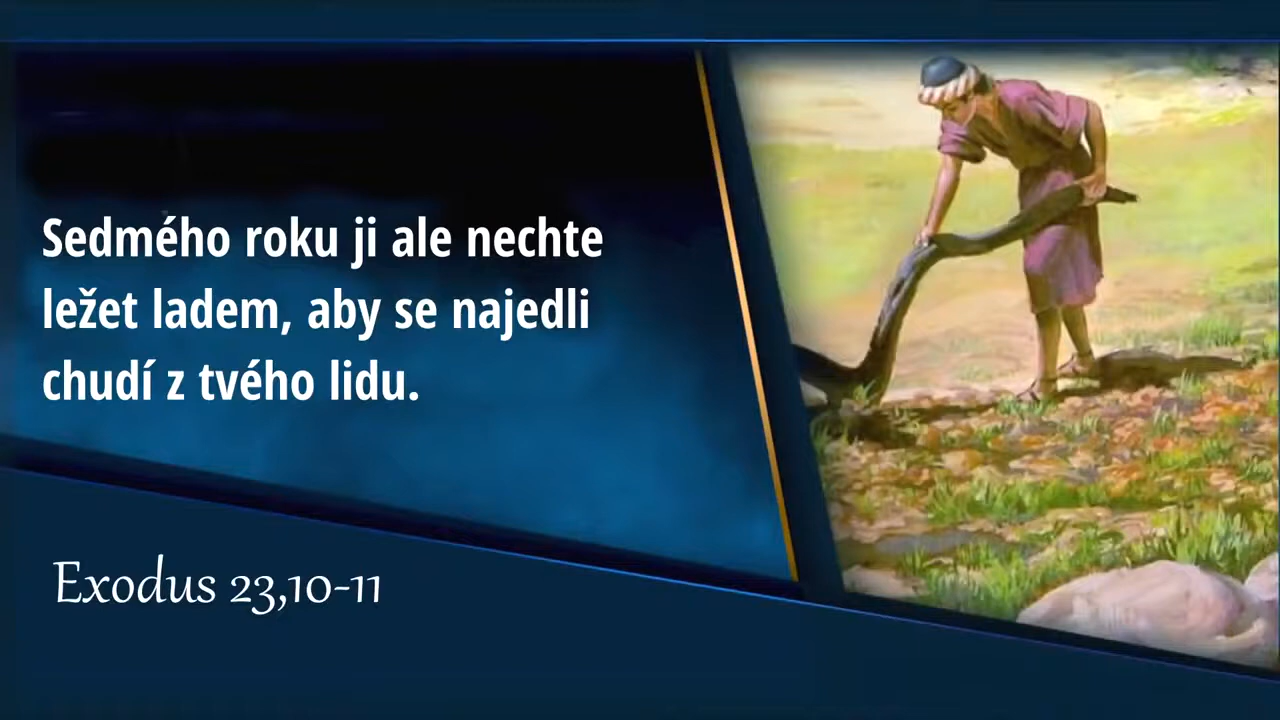 Sedmého roku ji ale nechte
ležet ladem, aby se najedli
chudí z tvého lidu.
Exodus 23,10-11